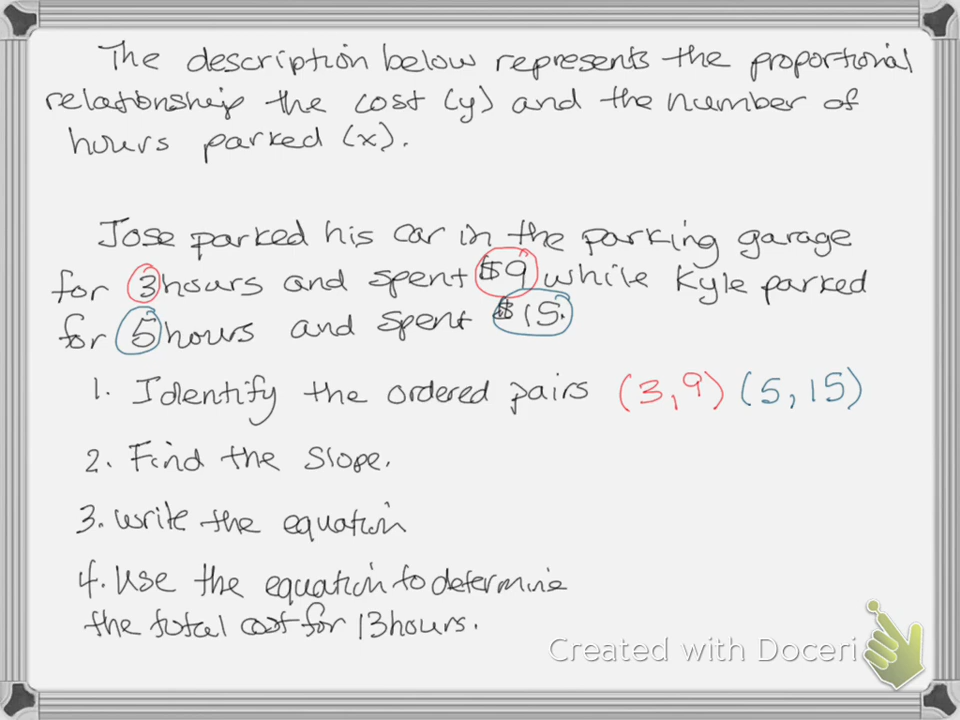 The description below represents the proportional
relationship the cost (y) and the number of
hours parked (x).
Jose parked his car in the parking garage
for 3 hours and spent $9 while Kyle parked
for 5 hours and spent $15.
1. Identify the ordered pairs (3,9) (5,15)
2. Find the slope.
3. Write the equation
4. Use the equation to determine
the total cost for 13 hours.
Created with Doceri